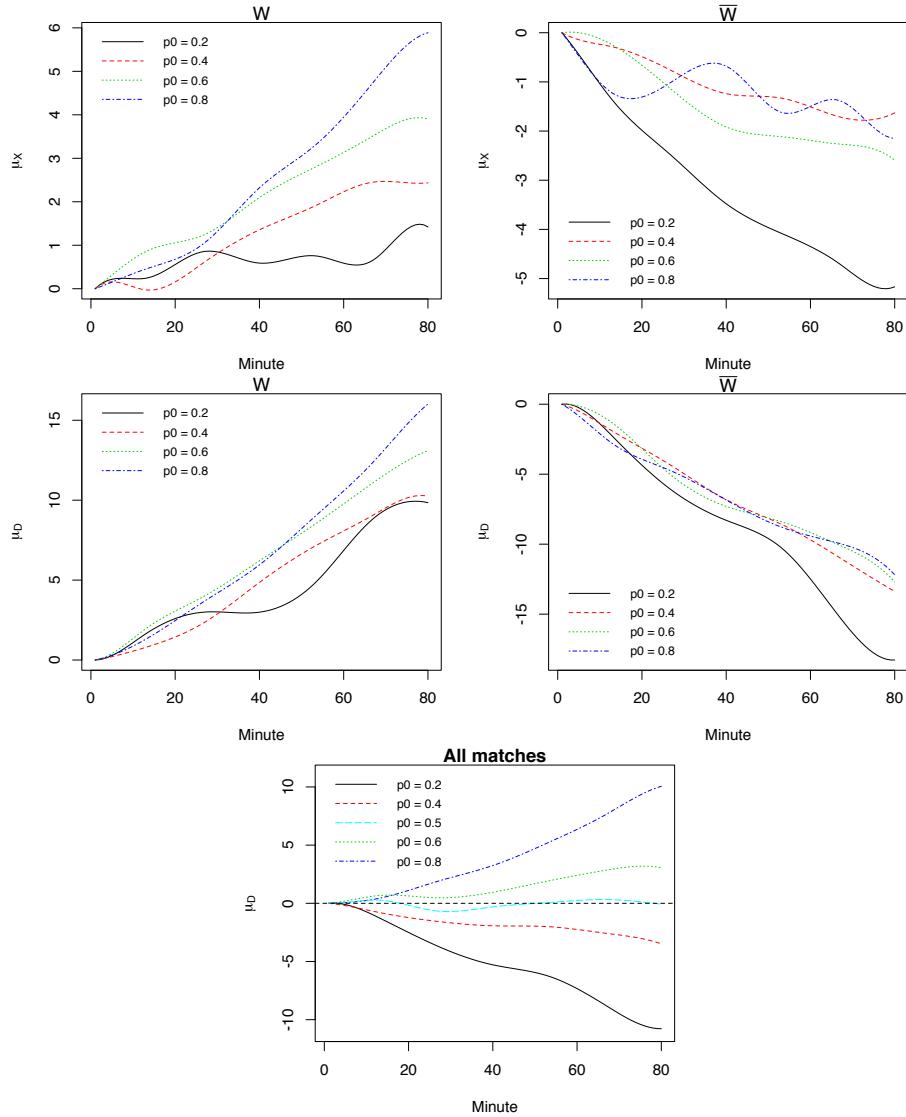 W
6
5
4
3
2
1
0
μX
p0 = 0.2
p0 = 0.4
p0 = 0.6
p0 = 0.8
0 20 40 60 80
Minute
W̅
0
-1
-2
-3
-4
-5
μX
p0 = 0.2
p0 = 0.4
p0 = 0.6
p0 = 0.8
0 20 40 60 80
Minute
W
15
10
5
0
μD
p0 = 0.2
p0 = 0.4
p0 = 0.6
p0 = 0.8
0 20 40 60 80
Minute
W̅
0
-5
-10
-15
μD
p0 = 0.2
p0 = 0.4
p0 = 0.6
p0 = 0.8
0 20 40 60 80
Minute
All matches
10
5
0
-5
-10
μD
p0 = 0.2
p0 = 0.4
p0 = 0.5
p0 = 0.6
p0 = 0.8
0 20 40 60 80
Minute